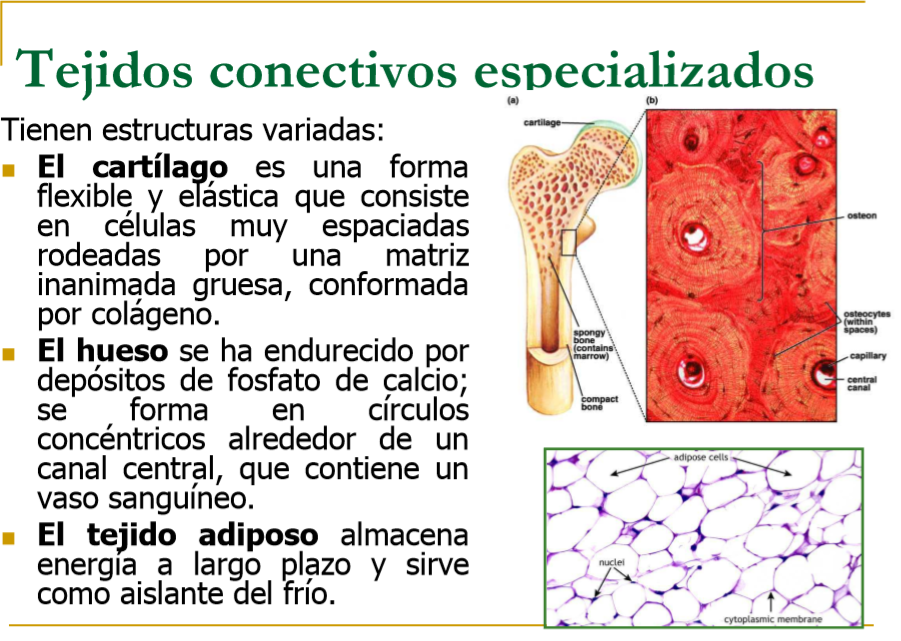 Tejidos conectivos especializados
Tienen estructuras variadas:
El cartílago es una forma
flexible y elástica que consiste
en células muy espaciadas
rodeadas por una matriz
inanimada gruesa, conformada
por colágeno.
El hueso se ha endurecido por
depósitos de fosfato de calcio;
se forma en círculos
concéntricos alrededor de un
canal central, que contiene un
vaso sanguíneo.
El tejido adiposo almacena
energía a largo plazo y sirve
como aislante del frío.
(a)
cartilage
spongy
bone
(contains
marrow)
compact
bone
(b)
osteon
osteocytes
(within
spaces)
capillary
central
canal
adipose cells
nuclei
cytoplasmic membrane